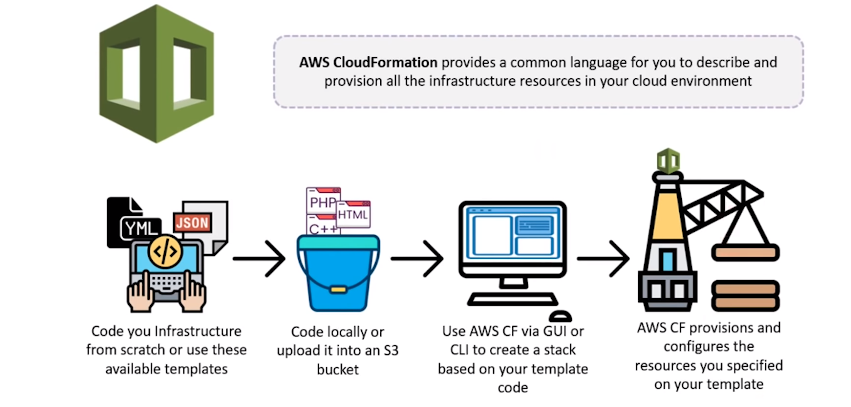 AWS CloudFormation provides a common language for you to describe and
provision all the infrastructure resources in your cloud environment
YML
JSON
</>
PHP
HTML
C++
Code you Infrastructure
from scratch or use these
available templates
Code locally or
upload it into an S3
bucket
Use AWS CF via GUI or
CLI to create a stack
based on your template
code
AWS CF provisions and
configures the
resources you specified
on your template